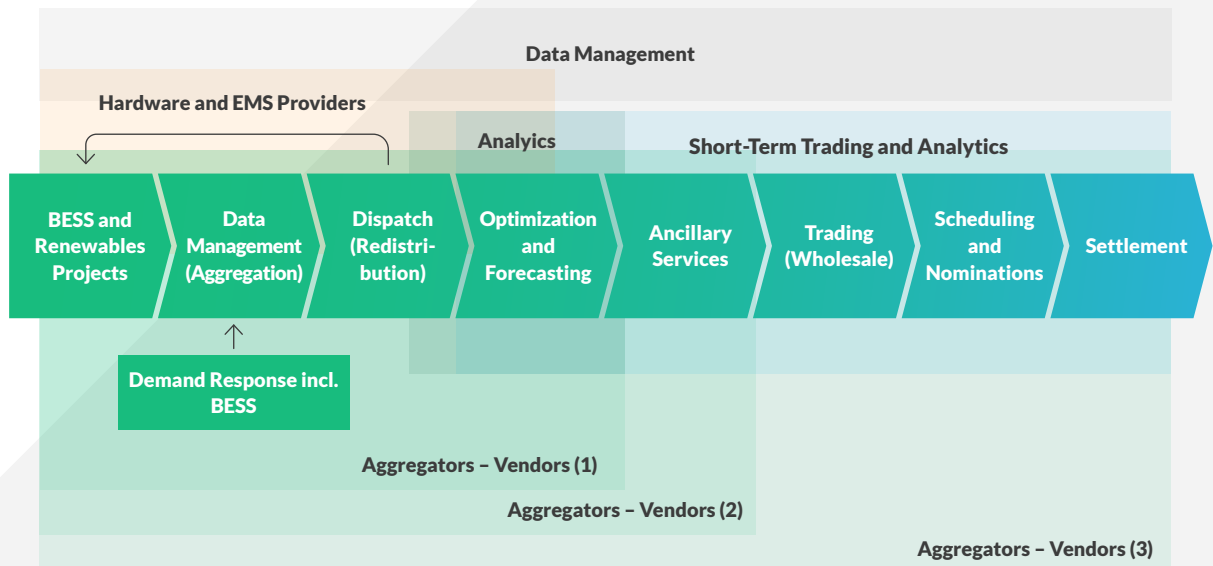 Data Management
Hardware and EMS Providers
Analyics
Short-Term Trading and Analytics
BESS and
Renewables
Projects
Data
Management
(Aggregation)
Dispatch
(Redistri-
bution)
Optimization
and
Forecasting
Ancillary
Services
Trading
(Wholesale)
Scheduling
and
Nominations
Settlement
Demand Response incl.
BESS
Aggregators – Vendors (1)
Aggregators – Vendors (2)
Aggregators – Vendors (3)